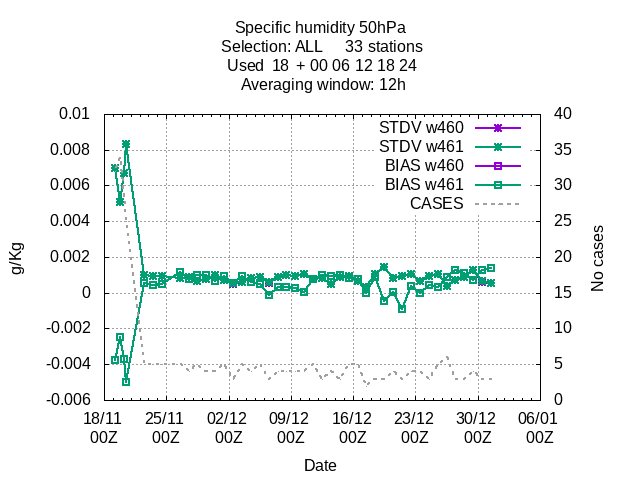 Specific humidity 50hPa
Selection: ALL 33 stations
Used 18 + 00 06 12 18 24
Averaging window: 12h
STDV w460
STDV w461
BIAS w460
BIAS w461
CASES
0.01
0.008
0.006
0.004
0.002
0
-0.002
-0.004
-0.006
g/Kg
40
35
30
25
20
15
10
5
0
No cases
18/11 25/11 02/12 09/12 16/12 23/12 30/12 06/01
00Z 00Z 00Z 00Z 00Z 00Z 00Z 00Z
Date